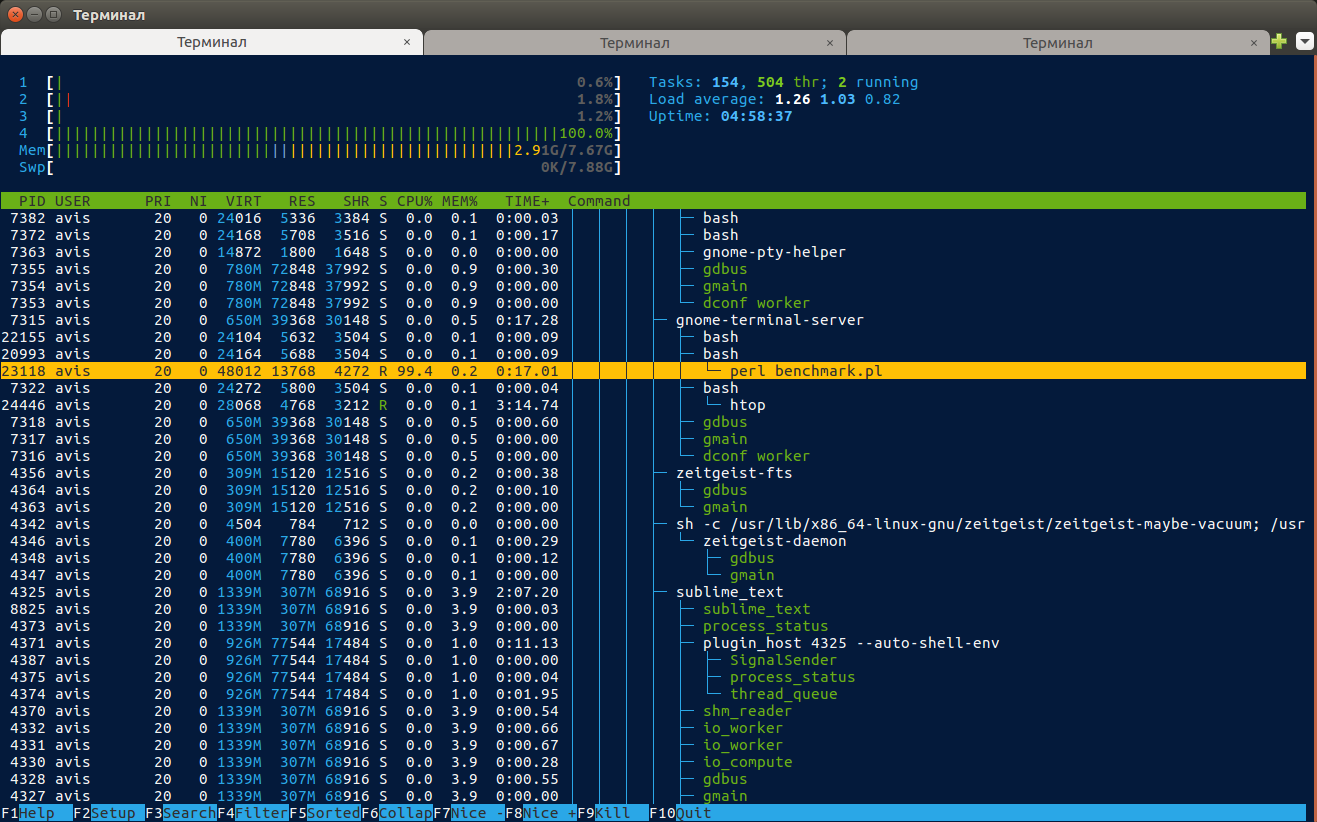 Терминал
Терминал × Терминал × Терминал ×
1 [| 0.6%] Tasks: 154, 504 thr; 2 running
2 [|| 1.8%] Load average: 1.26 1.03 0.82
3 [| 1.2%] Uptime: 04:58:37
4 [||||||||||||||||||||||||||||||||||||||||||||||||||||||||100.0%]
Mem[|||||||||||||||||||||||||||||||||||||||||||||||||||2.91G/7.67G]
Swp[ 0K/7.88G]
PID USER PRI NI VIRT RES SHR S CPU% MEM% TIME+ Command
7382 avis 20 0 24016 5336 3384 S 0.0 0.1 0:00.03 │ │ │ │ ├─ bash
7372 avis 20 0 24168 5708 3516 S 0.0 0.1 0:00.17 │ │ │ │ ├─ bash
7363 avis 20 0 14872 1800 1648 S 0.0 0.0 0:00.00 │ │ │ │ ├─ gnome-pty-helper
7355 avis 20 0 780M 72848 37992 S 0.0 0.9 0:00.30 │ │ │ │ ├─ gdbus
7354 avis 20 0 780M 72848 37992 S 0.0 0.9 0:00.00 │ │ │ │ ├─ gmain
7353 avis 20 0 780M 72848 37992 S 0.0 0.9 0:00.00 │ │ │ │ └─ dconf worker
7315 avis 20 0 650M 39368 30148 S 0.0 0.5 0:17.28 │ │ │ ├─ gnome-terminal-server
22155 avis 20 0 24104 5632 3504 S 0.0 0.1 0:00.09 │ │ │ │ ├─ bash
20993 avis 20 0 24164 5688 3504 S 0.0 0.1 0:00.09 │ │ │ │ ├─ bash
23118 avis 20 0 48012 13768 4272 R 99.4 0.2 0:17.01 │ │ │ │ │ └─ perl benchmark.pl
7322 avis 20 0 24272 5800 3504 S 0.0 0.1 0:00.04 │ │ │ │ ├─ bash
24446 avis 20 0 28068 4768 3212 R 0.0 0.1 3:14.74 │ │ │ │ │ └─ htop
7318 avis 20 0 650M 39368 30148 S 0.0 0.5 0:00.60 │ │ │ │ ├─ gdbus
7317 avis 20 0 650M 39368 30148 S 0.0 0.5 0:00.00 │ │ │ │ ├─ gmain
7316 avis 20 0 650M 39368 30148 S 0.0 0.5 0:00.00 │ │ │ │ └─ dconf worker
4356 avis 20 0 309M 15120 12516 S 0.0 0.2 0:00.38 │ │ │ ├─ zeitgeist-fts
4364 avis 20 0 309M 15120 12516 S 0.0 0.2 0:00.10 │ │ │ │ ├─ gdbus
4363 avis 20 0 309M 15120 12516 S 0.0 0.2 0:00.00 │ │ │ │ └─ gmain
4342 avis 20 0 4504 784 712 S 0.0 0.0 0:00.00 │ │ │ ├─ sh -c /usr/lib/x86_64-linux-gnu/zeitgeist/zeitgeist-maybe-vacuum; /usr
4346 avis 20 0 400M 7780 6396 S 0.0 0.1 0:00.29 │ │ │ │ └─ zeitgeist-daemon
4348 avis 20 0 400M 7780 6396 S 0.0 0.1 0:00.12 │ │ │ │ ├─ gdbus
4347 avis 20 0 400M 7780 6396 S 0.0 0.1 0:00.00 │ │ │ │ └─ gmain
4325 avis 20 0 1339M 307M 68916 S 0.0 3.9 2:07.20 │ │ │ ├─ sublime_text
8825 avis 20 0 1339M 307M 68916 S 0.0 3.9 0:00.03 │ │ │ │ ├─ sublime_text
4373 avis 20 0 1339M 307M 68916 S 0.0 3.9 0:00.00 │ │ │ │ ├─ process_status
4371 avis 20 0 926M 77544 17484 S 0.0 1.0 0:11.13 │ │ │ │ ├─ plugin_host 4325 --auto-shell-env
4387 avis 20 0 926M 77544 17484 S 0.0 1.0 0:00.00 │ │ │ │ │ ├─ SignalSender
4375 avis 20 0 926M 77544 17484 S 0.0 1.0 0:00.04 │ │ │ │ │ ├─ process_status
4374 avis 20 0 926M 77544 17484 S 0.0 1.0 0:01.95 │ │ │ │ │ └─ thread_queue
4370 avis 20 0 1339M 307M 68916 S 0.0 3.9 0:00.54 │ │ │ │ ├─ shm_reader
4332 avis 20 0 1339M 307M 68916 S 0.0 3.9 0:00.66 │ │ │ │ ├─ io_worker
4331 avis 20 0 1339M 307M 68916 S 0.0 3.9 0:00.67 │ │ │ │ ├─ io_worker
4330 avis 20 0 1339M 307M 68916 S 0.0 3.9 0:00.28 │ │ │ │ ├─ io_compute
4328 avis 20 0 1339M 307M 68916 S 0.0 3.9 0:00.55 │ │ │ │ ├─ gdbus
4327 avis 20 0 1339M 307M 68916 S 0.0 3.9 0:00.00 │ │ │ │ ├─ gmain
F1Help F2Setup F3SearchF4FilterF5SortedF6CollapF7Nice -F8Nice +F9Kill F10Quit